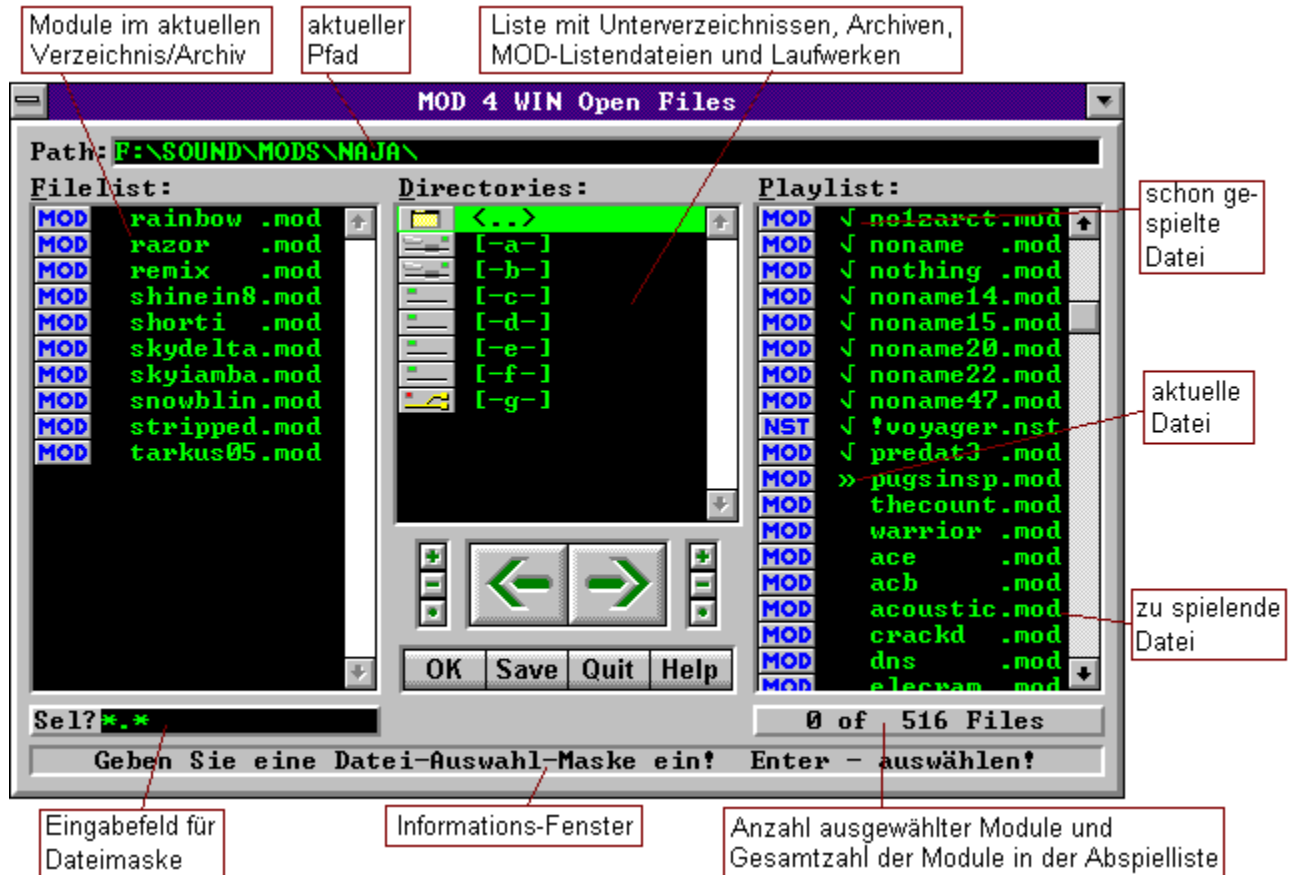 Module im aktuellen
Verzeichnis/Archiv
aktueller
Pfad
Liste mit Unterverzeichnissen, Archiven,
MOD-Listendateien und Laufwerken
MOD 4 WIN Open Files
Path: F:\SOUND\MODS\NAJA\
Filelist:
MOD rainbow .mod
MOD razor .mod
MOD remix .mod
MOD shinein8.mod
MOD shorti .mod
MOD skydelta.mod
MOD skyiamba.mod
MOD snowblin.mod
MOD stripped.mod
MOD tarkus05.mod
Sel? *.*
Directories:
<..>
[-a-]
[-b-]
[-c-]
[-d-]
[-e-]
[-f-]
[-g-]
OK Save Quit Help
Playlist:
MOD √ no1zarct.mod
MOD √ noname .mod
MOD √ nothing .mod
MOD √ noname14.mod
MOD √ noname15.mod
MOD √ noname20.mod
MOD √ noname22.mod
MOD √ noname47.mod
NST √ !voyager.nst
MOD √ predat3 .mod
MOD » pugsinsp.mod
MOD thecount.mod
MOD warrior .mod
MOD ace .mod
MOD acb .mod
MOD acoustic.mod
MOD crackd .mod
MOD dns .mod
MOD elecram .mod
0 of 516 Files
Geben Sie eine Datei-Auswahl-Maske ein! Enter - auswählen!
schon ge-
spielte
Datei
aktuelle
Datei
zu spielende
Datei
Eingabefeld für
Dateimaske
Informations-Fenster
Anzahl ausgewählter Module und
Gesamtzahl der Module in der Abspielliste